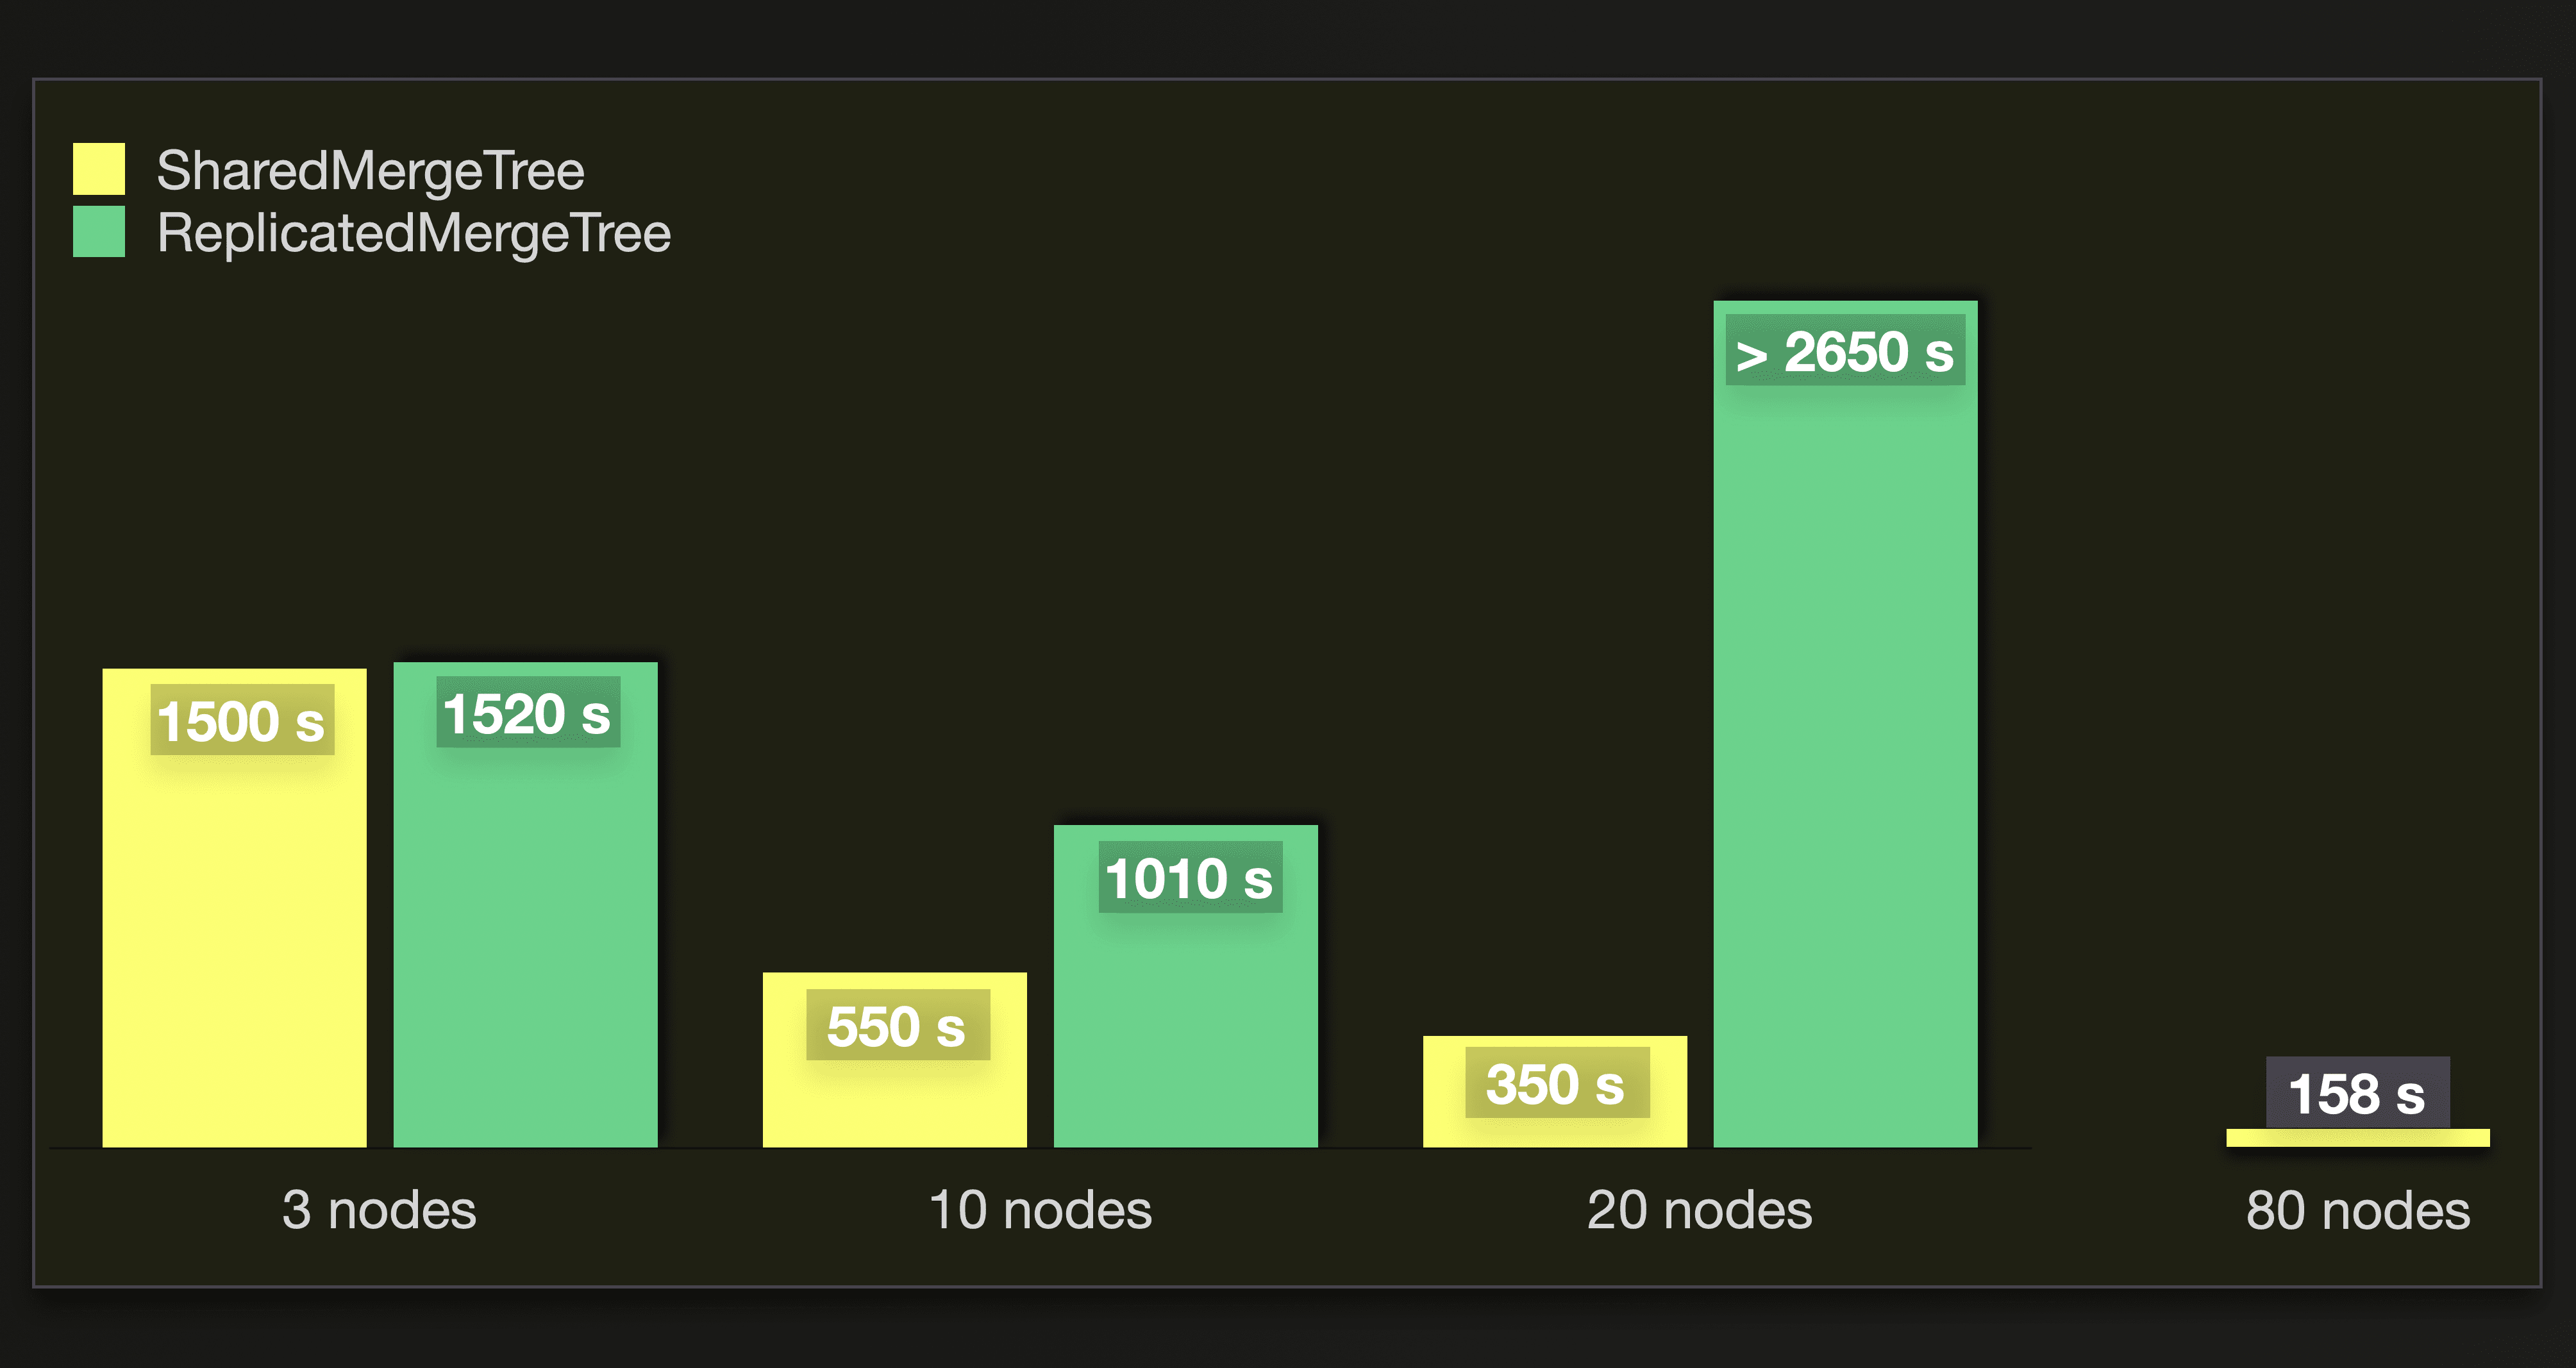 SharedMergeTree
ReplicatedMergeTree
> 2650 s
1500 s
1520 s
1010 s
550 s
350 s
158 s
3 nodes
10 nodes
20 nodes
80 nodes